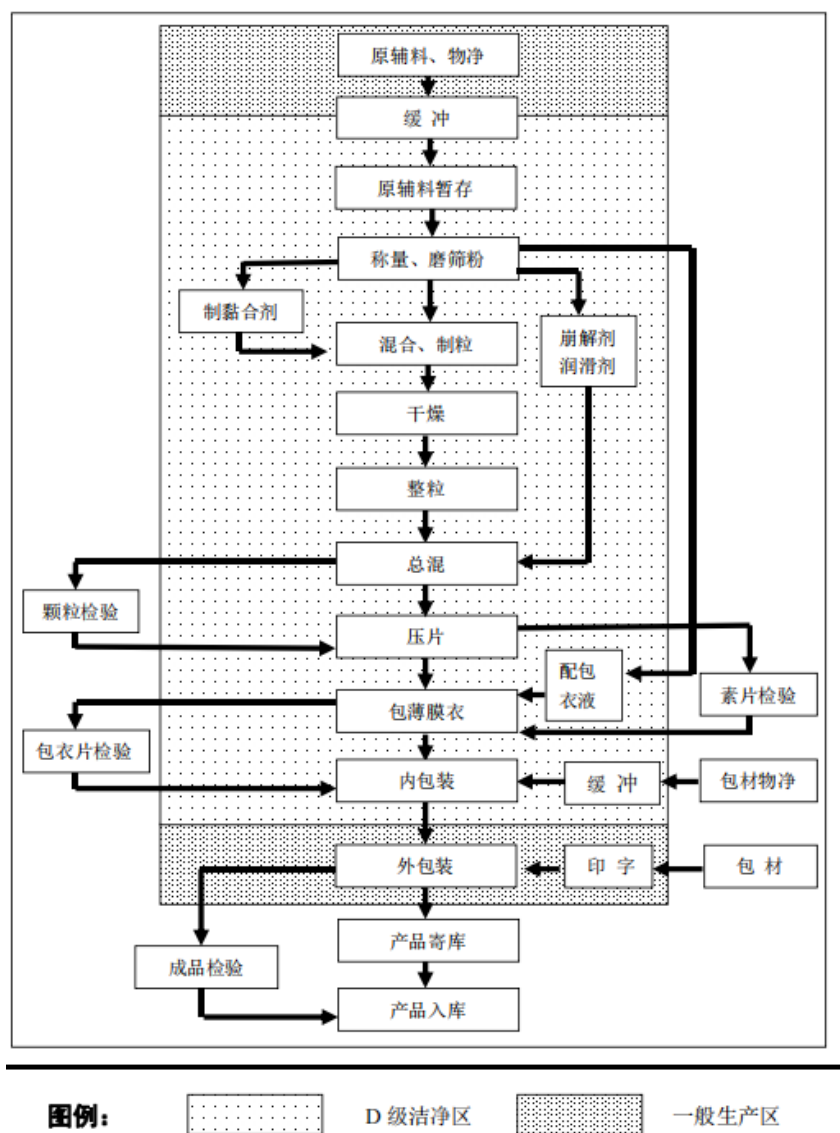 原辅料、物净
缓 冲
原辅料暂存
称量、磨筛粉
制黏合剂
崩解剂
润滑剂
混合、制粒
干燥
整粒
总混
颗粒检验
压片
配包
衣液
素片检验
包薄膜衣
包衣片检验
内包装
缓 冲
包材物净
外包装
印 字
包 材
产品寄库
成品检验
产品入库
图例：
D 级洁净区
一般生产区